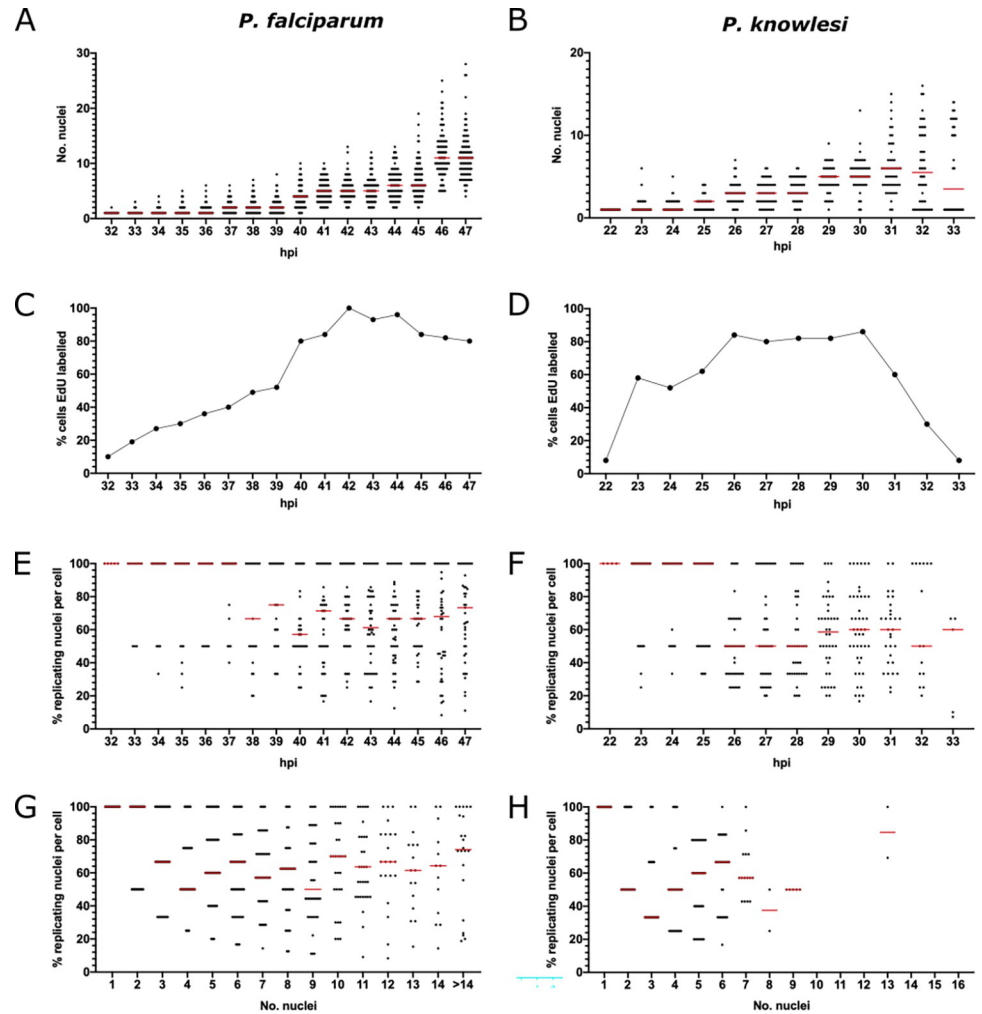 A
P. falciparum
B
P. knowlesi
No. nuclei
30
20
10
0
32 33 34 35 36 37 38 39 40 41 42 43 44 45 46 47
hpi
No. nuclei
20
10
0
22 23 24 25 26 27 28 29 30 31 32 33
hpi
C
% cells EdU labelled
100
80
60
40
20
0
32 33 34 35 36 37 38 39 40 41 42 43 44 45 46 47
hpi
D
% cells EdU labelled
100
80
60
40
20
0
22 23 24 25 26 27 28 29 30 31 32 33
hpi
E
% replicating nuclei per cell
100
80
60
40
20
0
32 33 34 35 36 37 38 39 40 41 42 43 44 45 46 47
hpi
F
% replicating nuclei per cell
100
80
60
40
20
0
22 23 24 25 26 27 28 29 30 31 32 33
hpi
G
% replicating nuclei per cell
100
80
60
40
20
0
1 2 3 4 5 6 7 8 9 10 11 12 13 14 >14
No. nuclei
H
% replicating nuclei per cell
100
80
60
40
20
0
1 2 3 4 5 6 7 8 9 10 11 12 13 14 15 16
No. nuclei